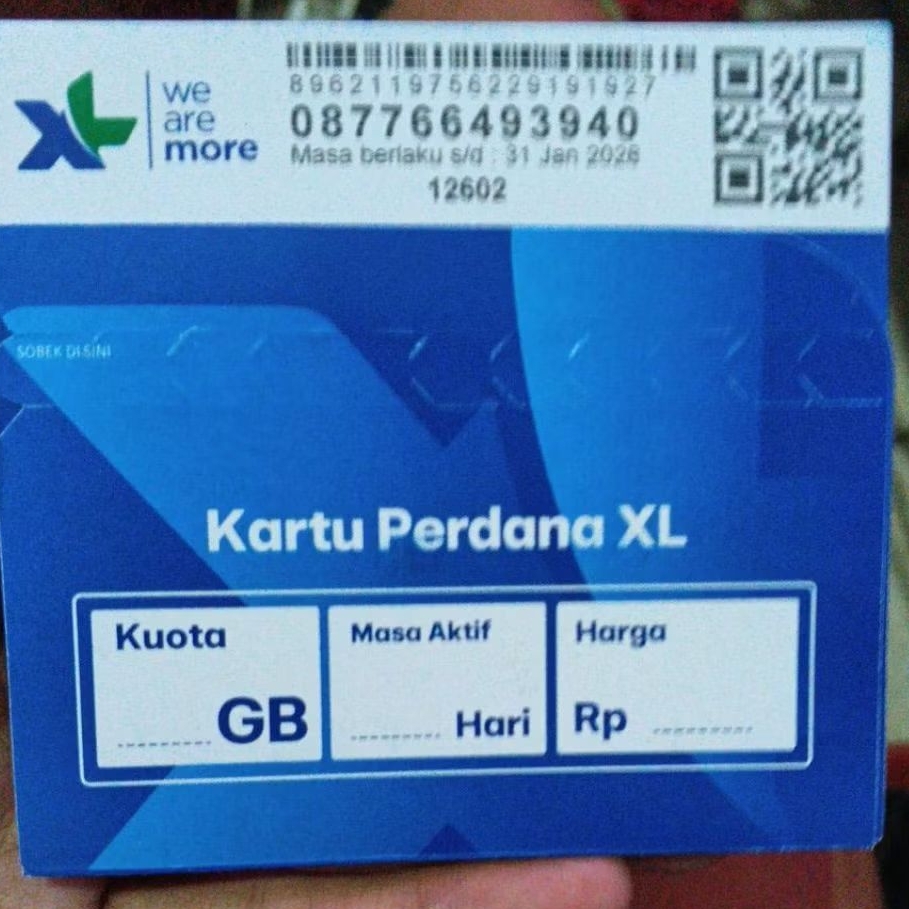 XL
we
are
more
8962119756229191927
087766493940
Masa berlaku s/d : 31 Jan 2026
12602
SOBEK DISINI
Kartu Perdana XL
Kuota
GB
Masa Aktif
Hari
Harga
Rp